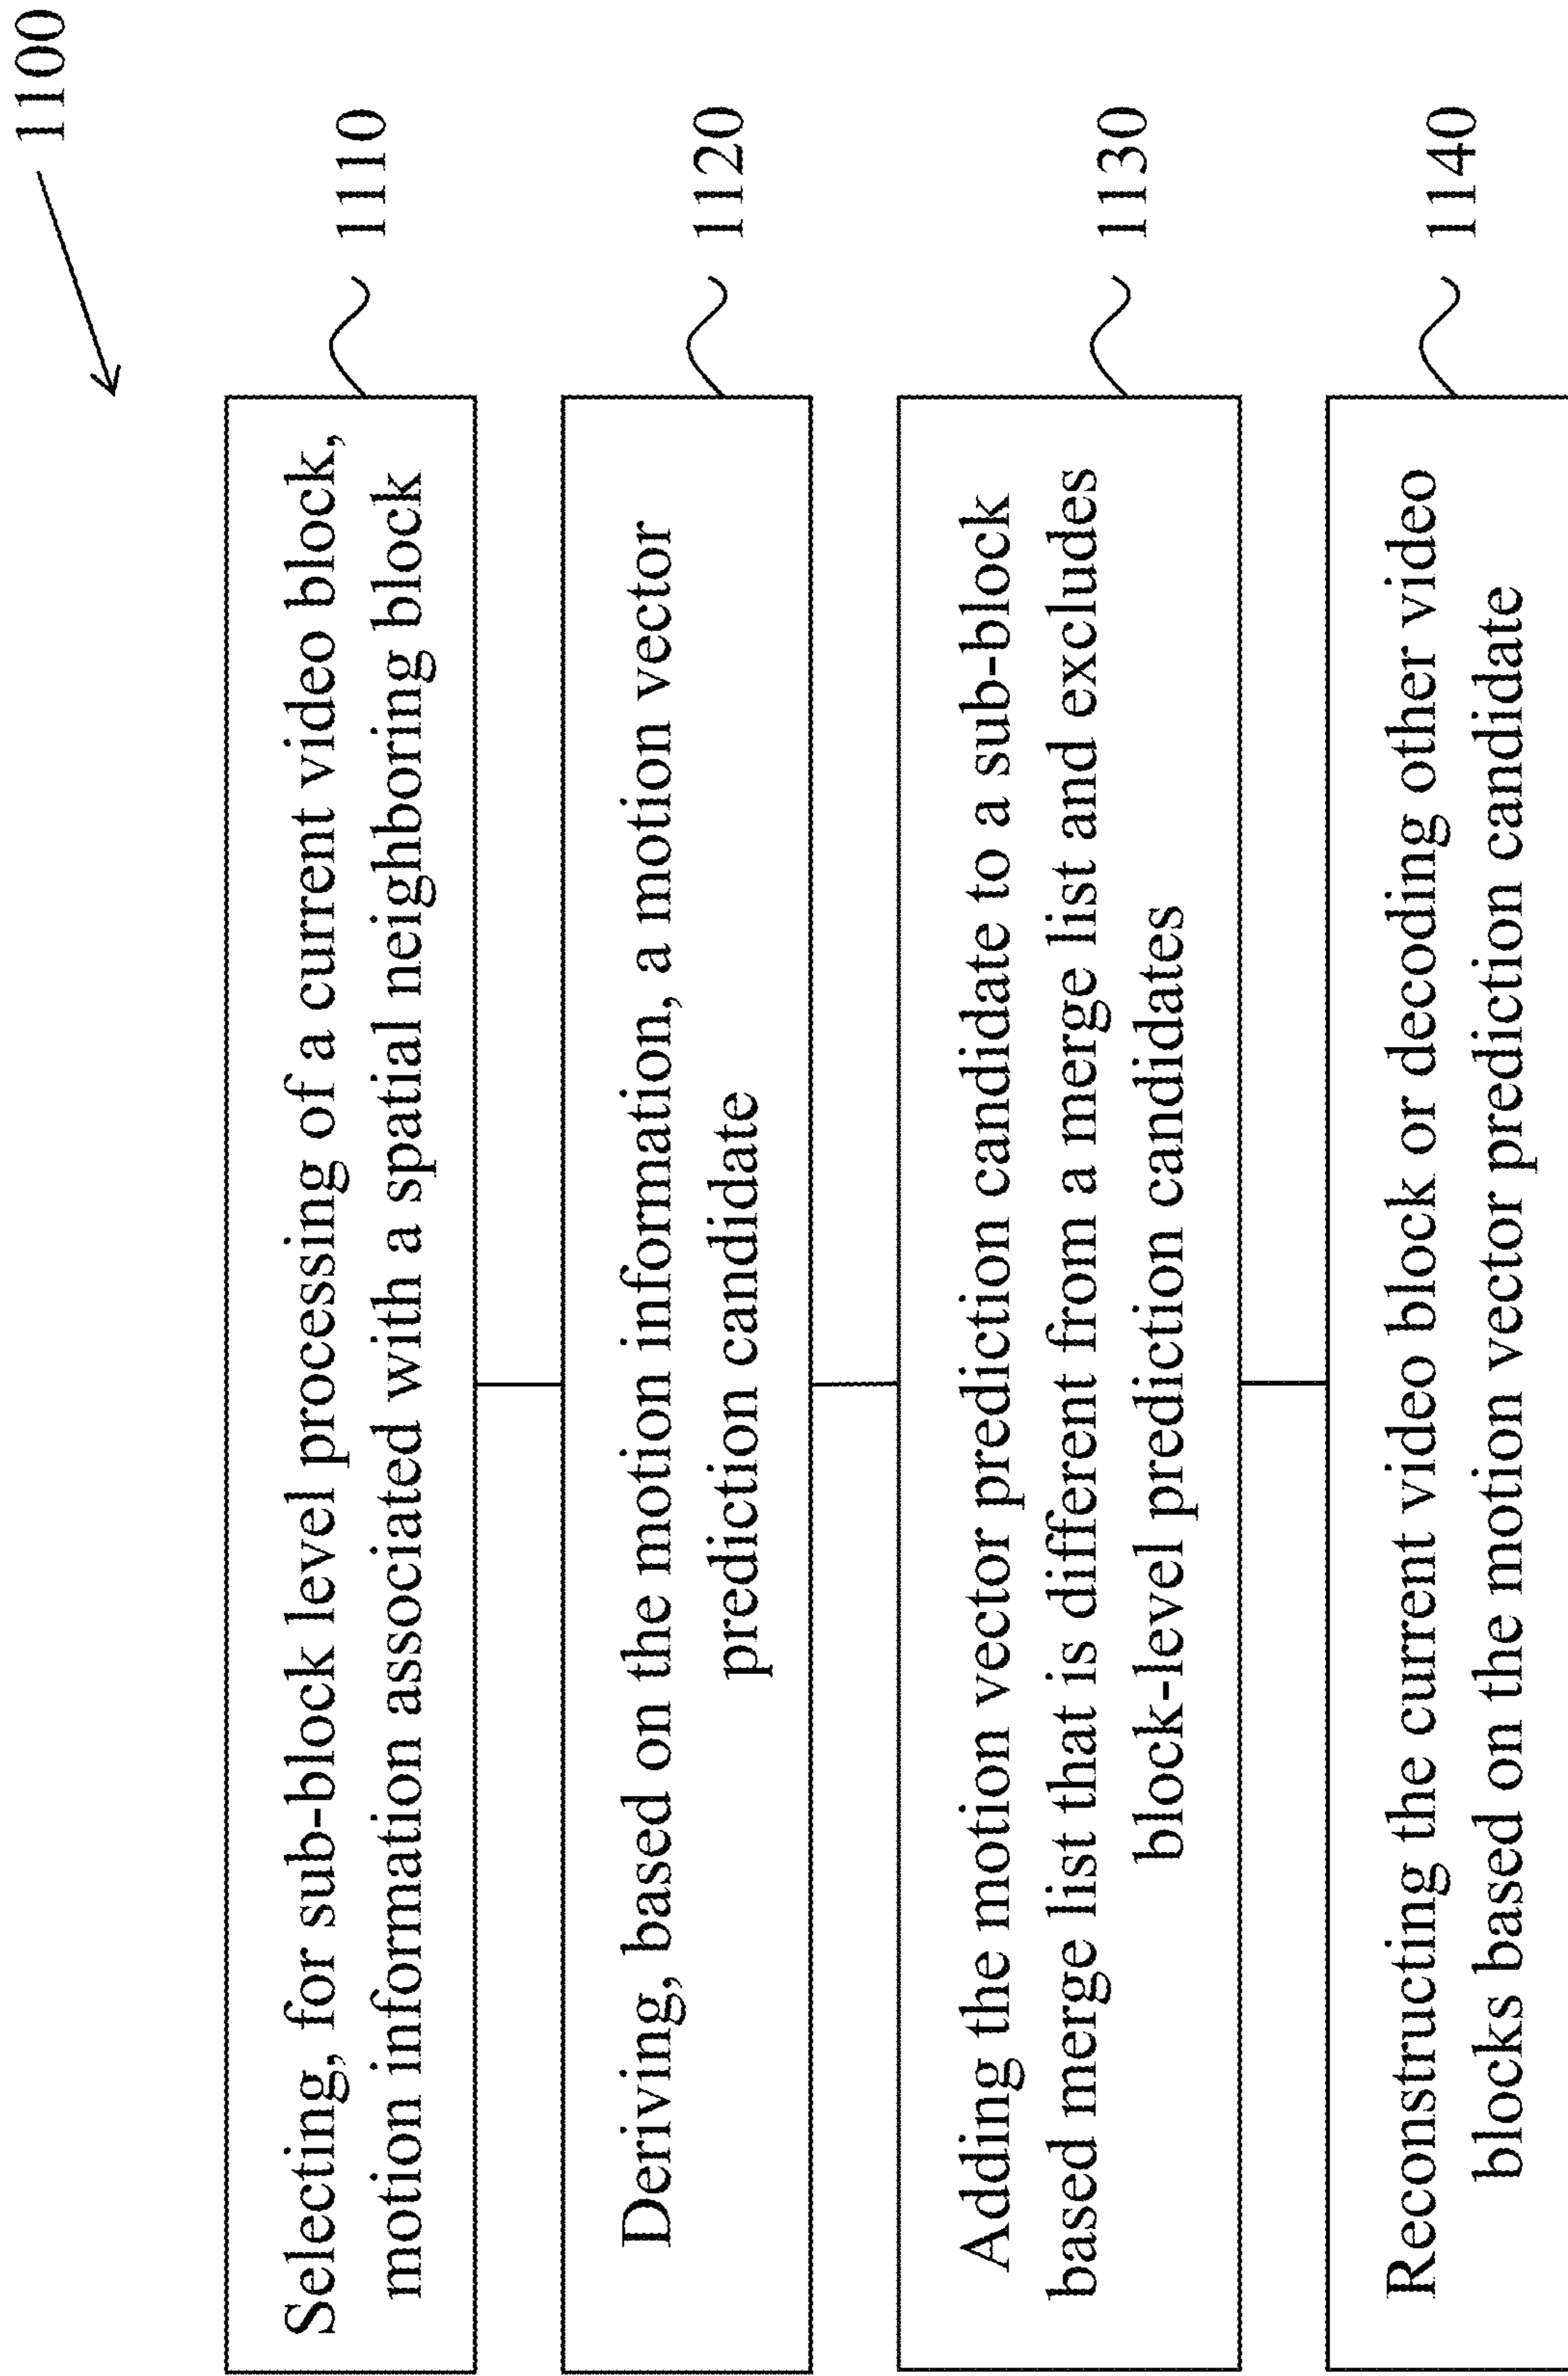 1100
Selecting, for sub-block level processing of a current video block,
motion information associated with a spatial neighboring block
1110
Deriving, based on the motion information, a motion vector
prediction candidate
1120
Adding the motion vector prediction candidate to a sub-block
based merge list that is different from a merge list and excludes
block-level prediction candidates
1130
Reconstructing the current video block or decoding other video
blocks based on the motion vector prediction candidate
1140